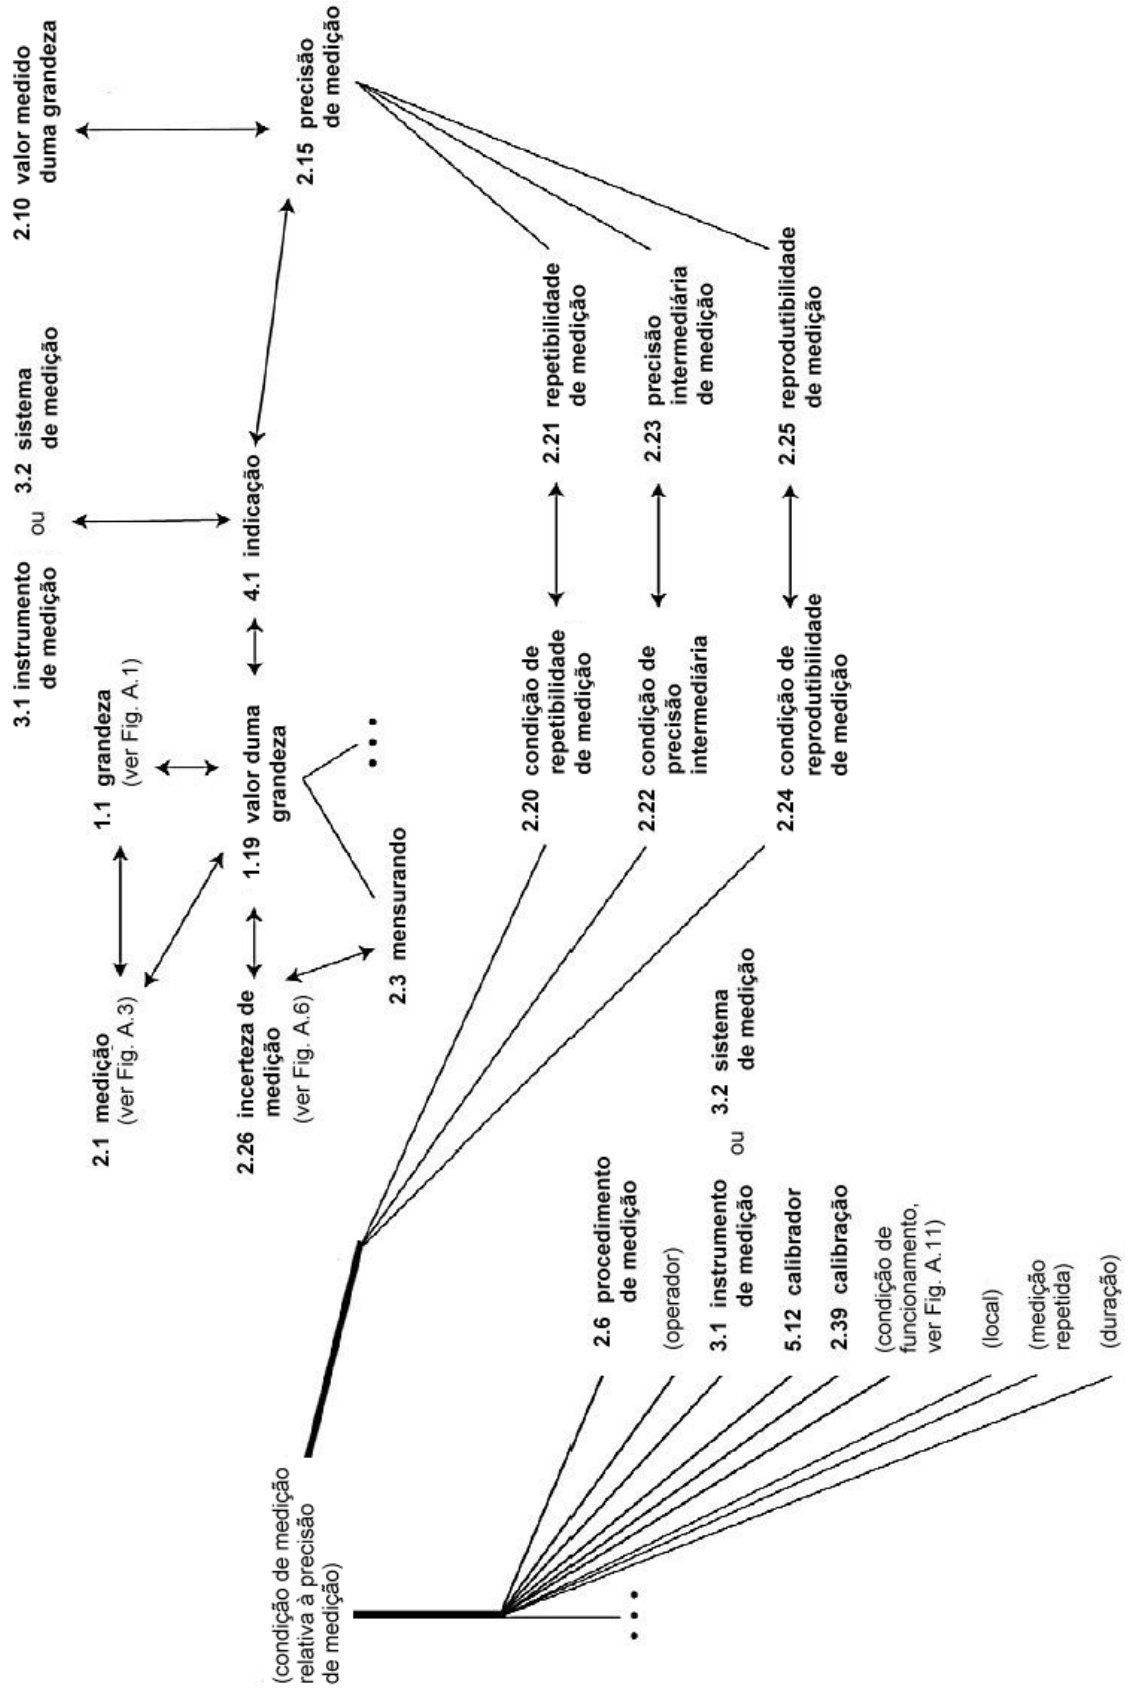 2.10 valor medido
duma grandeza
3.1 instrumento
de medição
ou
3.2 sistema
de medição
1.1 grandeza
(ver Fig. A.1)
2.1 medição
(ver Fig. A.3)
2.15 precisão
de medição
4.1 indicação
1.19 valor duma
grandeza
2.26 incerteza de
medição
(ver Fig. A.6)
2.3 mensurando
...
(condição de medição
relativa à precisão
de medição)
2.20 condição de
repetibilidade
de medição
2.21 repetibilidade
de medição
2.22 condição de
precisão
intermediária
2.23 precisão
intermediária
de medição
2.24 condição de
reprodutibilidade
de medição
2.25 reprodutibilidade
de medição
2.6 procedimento
de medição
(operador)
3.1 instrumento
de medição
ou
3.2 sistema
de medição
5.12 calibrador
2.39 calibração
(condição de
funcionamento,
ver Fig. A.11)
(local)
(medição
repetida)
(duração)
...